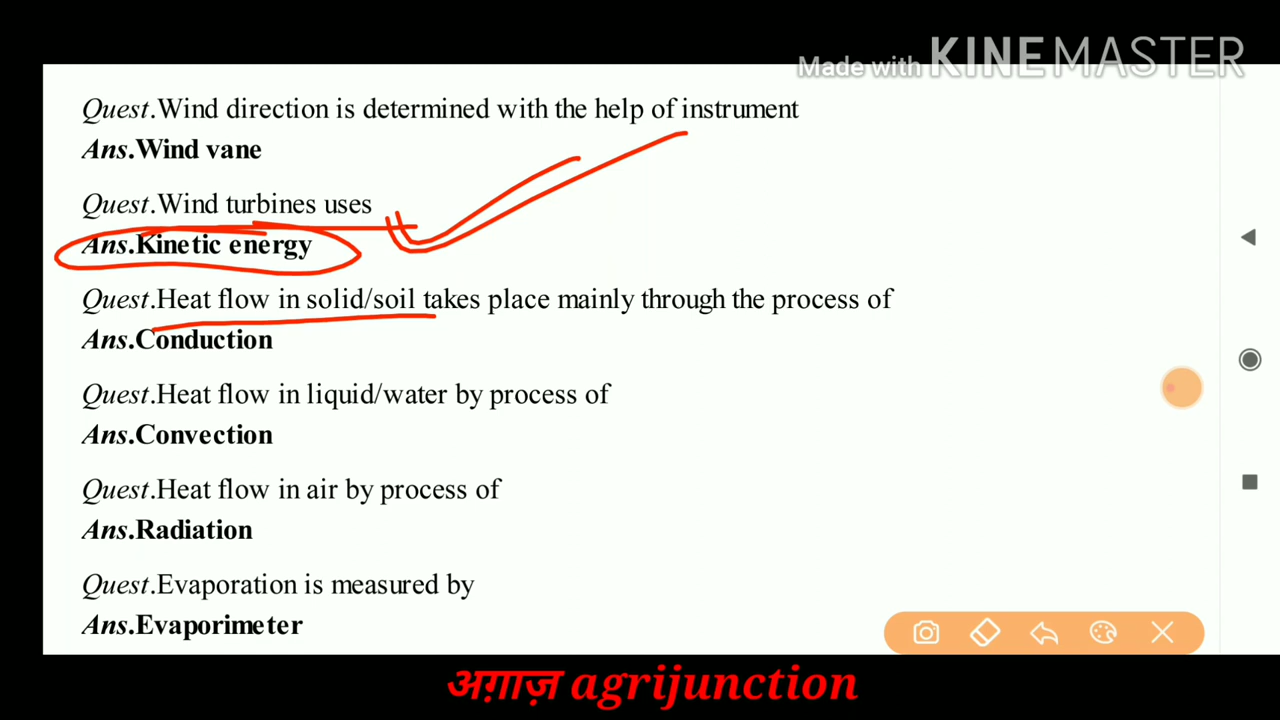 Made with KINEMASTER
Quest.Wind direction is determined with the help of instrument
Ans.Wind vane
Quest.Wind turbines uses
Ans.Kinetic energy
Quest.Heat flow in solid/soil takes place mainly through the process of
Ans.Conduction
Quest.Heat flow in liquid/water by process of
Ans.Convection
Quest.Heat flow in air by process of
Ans.Radiation
Quest.Evaporation is measured by
Ans.Evaporimeter
अग़ाज़ agrijunction